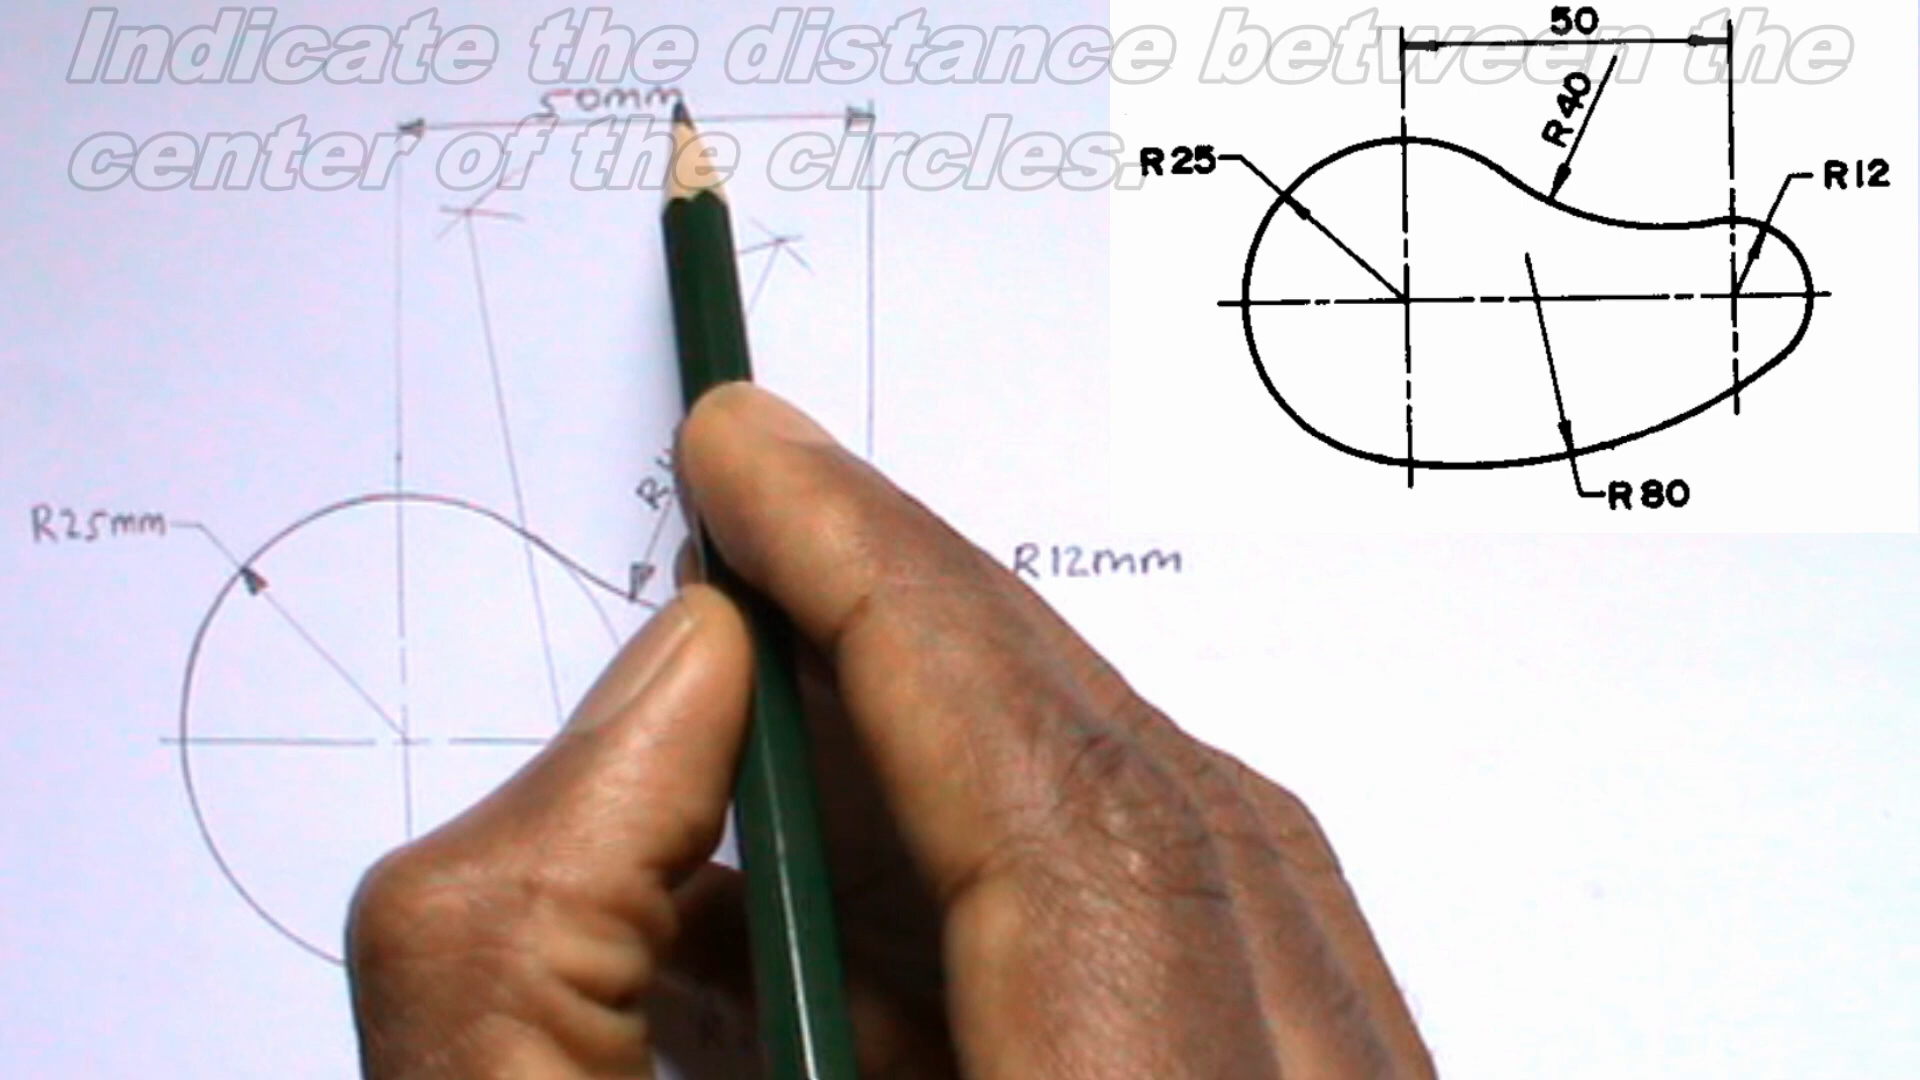 Indicate the distance between the
center of the circles.
50mm
R25mm
R12mm
50
R40
R25
R12
R80